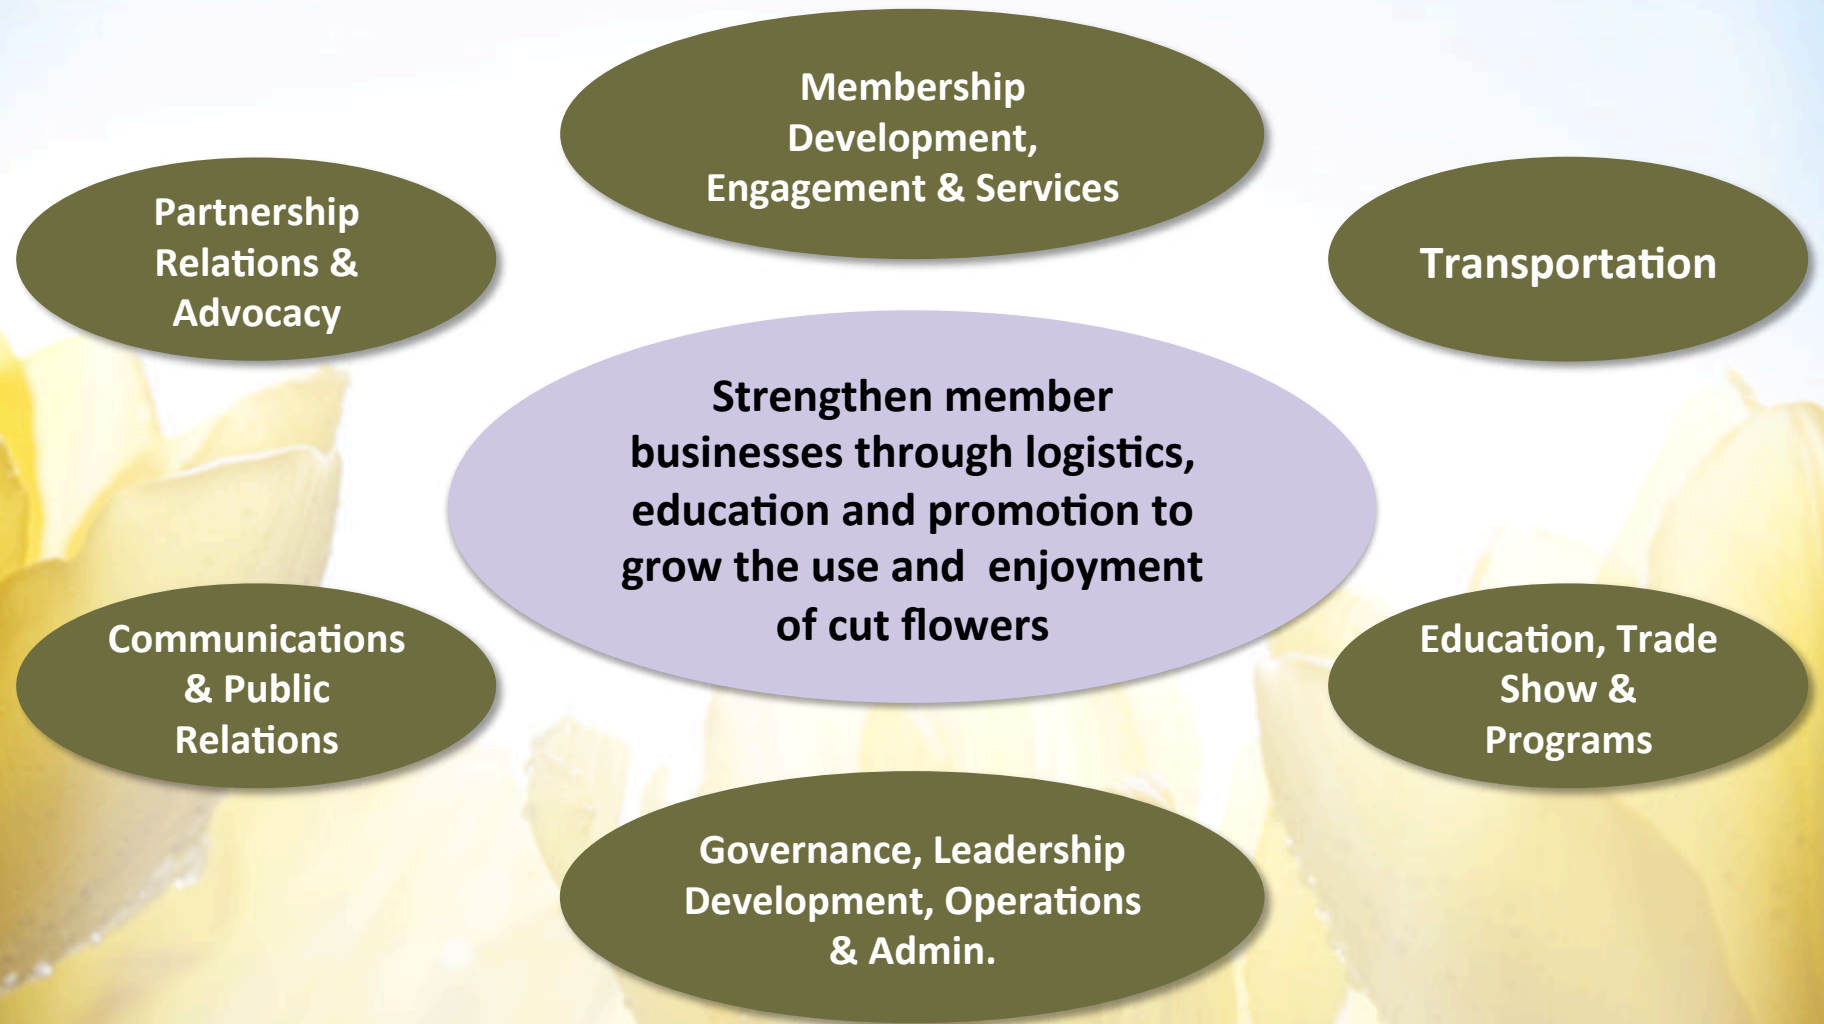 Membership
Development,
Engagement & Services
Partnership
Relations &
Advocacy
Transportation
Strengthen member
businesses through logistics,
education and promotion to
grow the use and  enjoyment
of cut flowers
Communications
& Public
Relations
Education, Trade
Show &
Programs
Governance, Leadership
Development, Operations
& Admin.